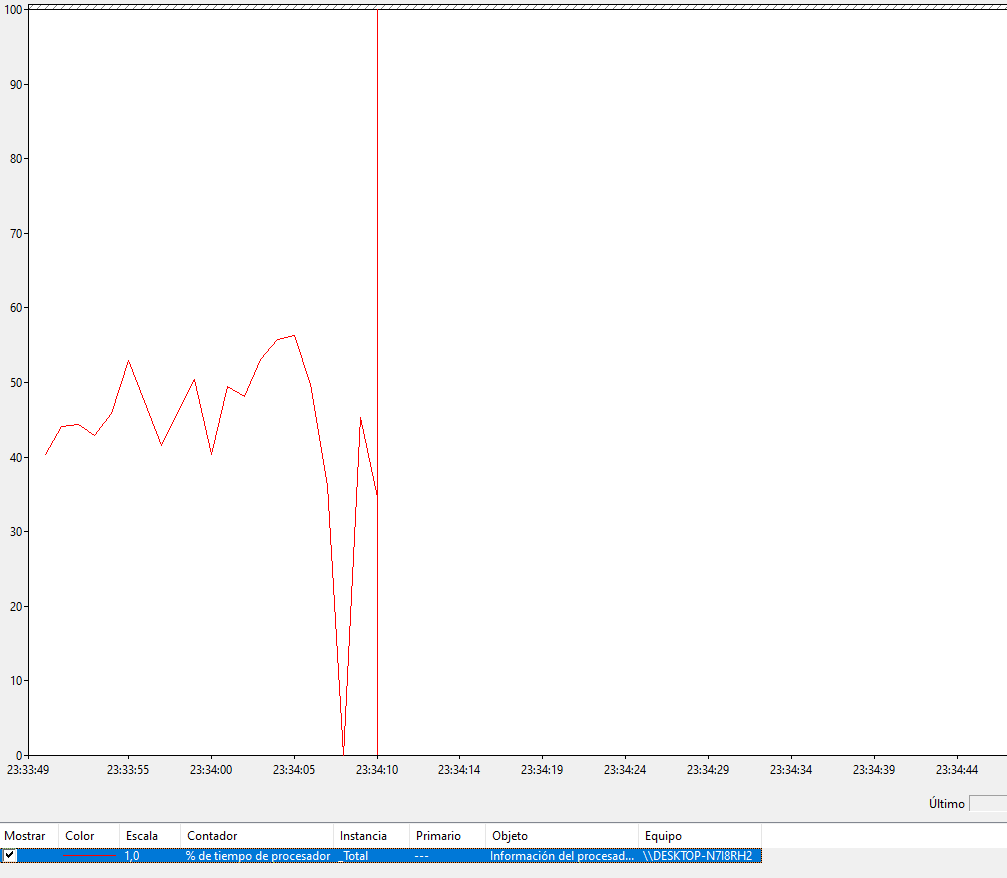 100
90
80
70
60
50
40
30
20
10
0
23:33:49 23:33:55 23:34:00 23:34:05 23:34:10 23:34:14 23:34:19 23:34:24 23:34:29 23:34:34 23:34:39 23:34:44
Último
Mostrar Color Escala Contador Instancia Primario Objeto Equipo
1,0 % de tiempo de procesador _Total --- Información del procesad... \\DESKTOP-N7I8RH2